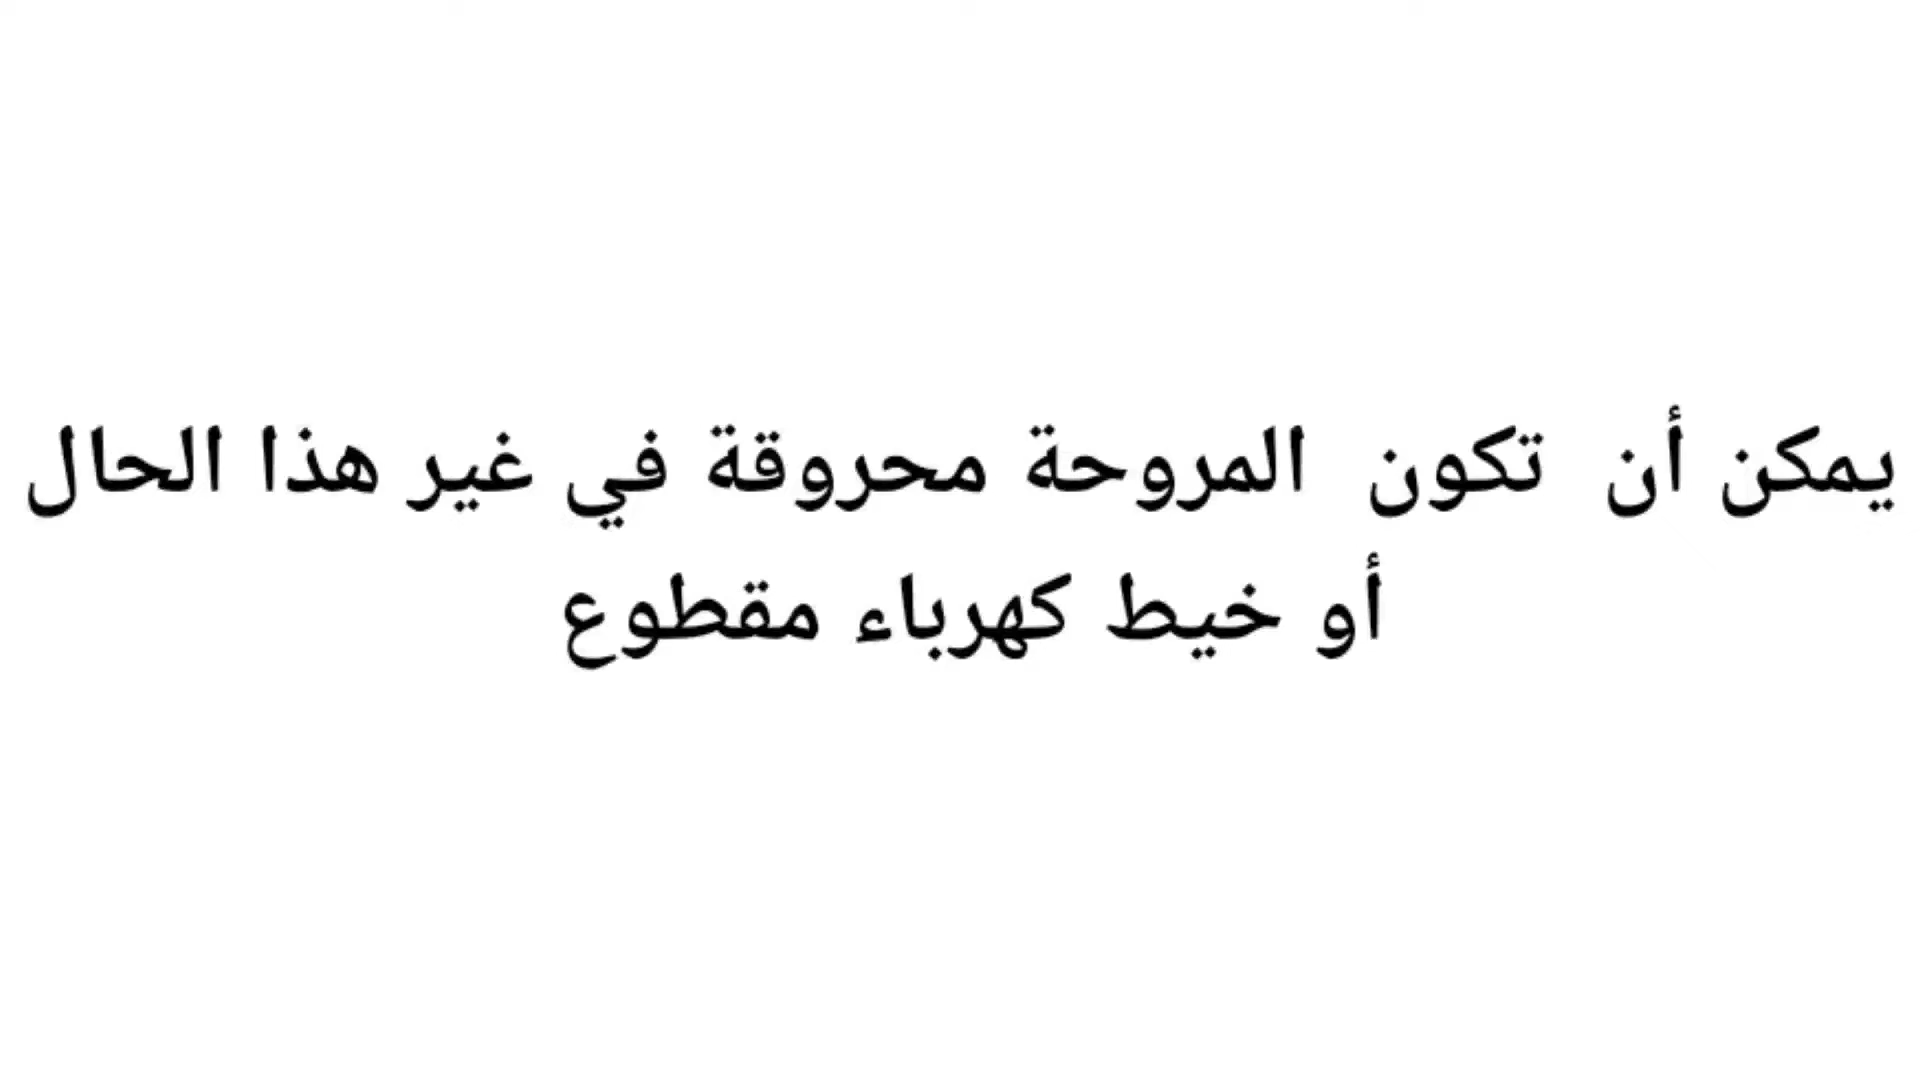 يمكن أن تكون المروحة محروقة في غير هذا الحال
أو خيط كهرباء مقطوع